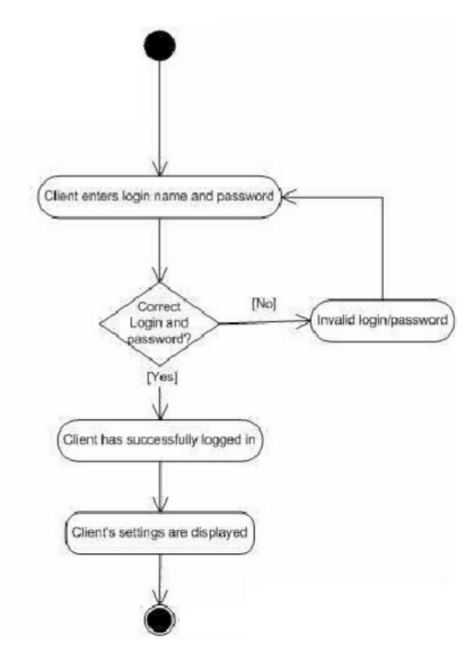 Client enters login name and password
Correct
Login and
password?
[No]
Invalid login/password
[Yes]
Client has successfully logged in
Client's settings are displayed